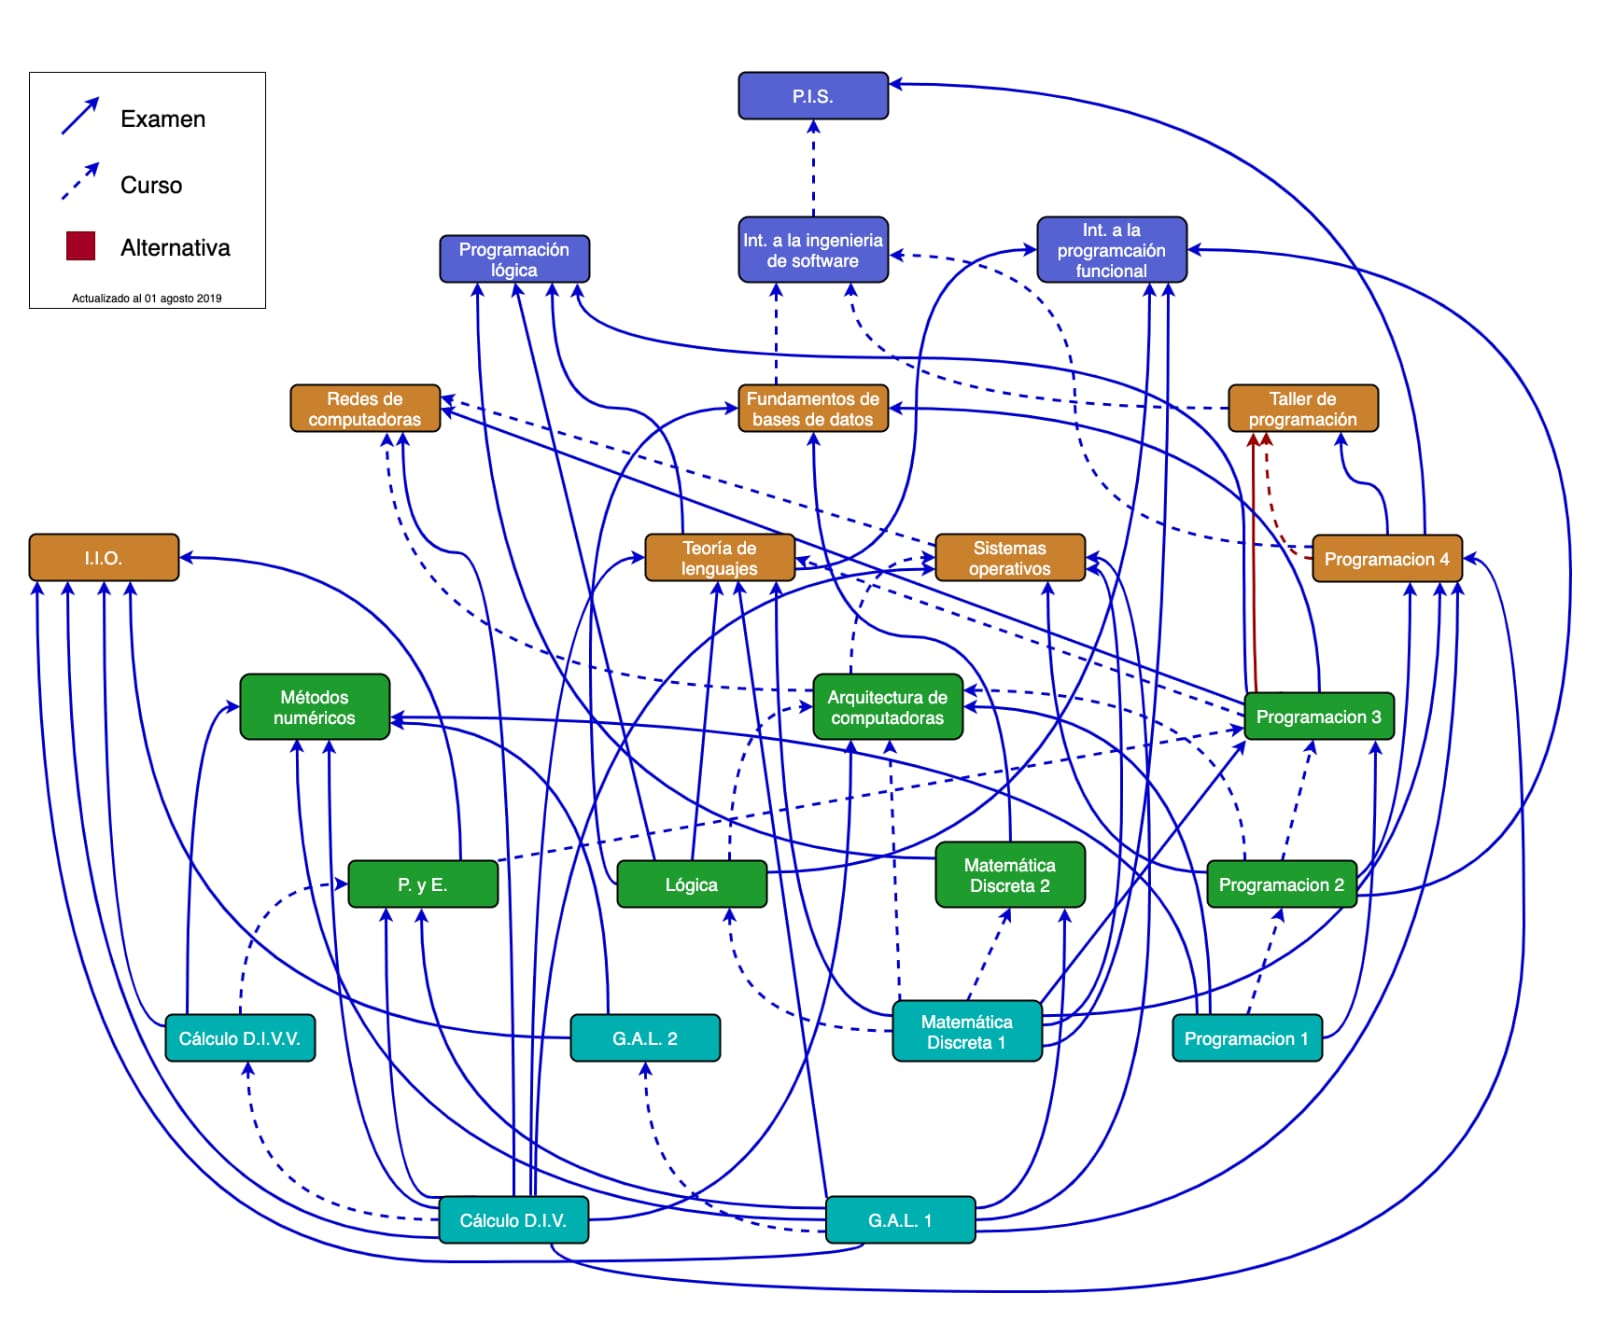 Examen
Curso
Alternativa
Actualizado al 01 agosto 2019
P.I.S.
Programación
lógica
Int. a la ingenieria
de software
Int. a la
programcaión
funcional
Redes de
computadoras
Fundamentos de
bases de datos
Taller de
programación
I.I.O.
Teoría de
lenguajes
Sistemas
operativos
Programacion 4
Métodos
numéricos
Arquitectura de
computadoras
Programacion 3
P. y E.
Lógica
Matemática
Discreta 2
Programacion 2
Cálculo D.I.V.V.
G.A.L. 2
Matemática
Discreta 1
Programacion 1
Cálculo D.I.V.
G.A.L. 1